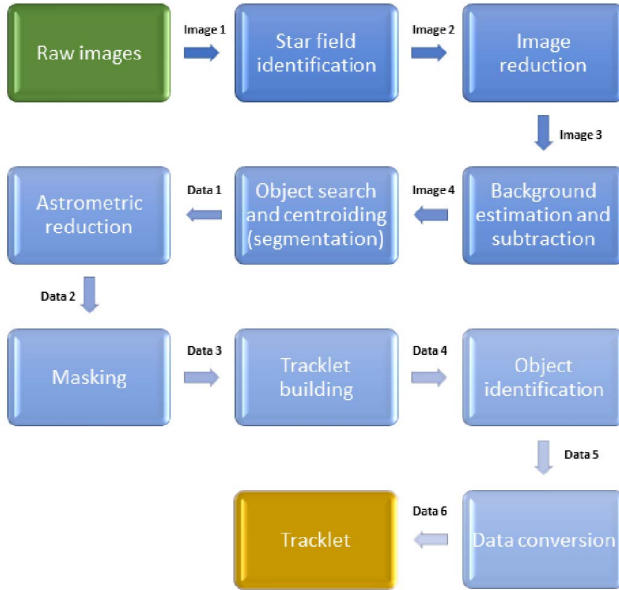 Raw images
Image 1
Star field
identification
Image 2
Image
reduction
Image 3
Background
estimation and
subtraction
Image 4
Object search
and centroiding
(segmentation)
Data 1
Astrometric
reduction
Data 2
Masking
Data 3
Tracklet
building
Data 4
Object
identification
Data 5
Data conversion
Data 6
Tracklet